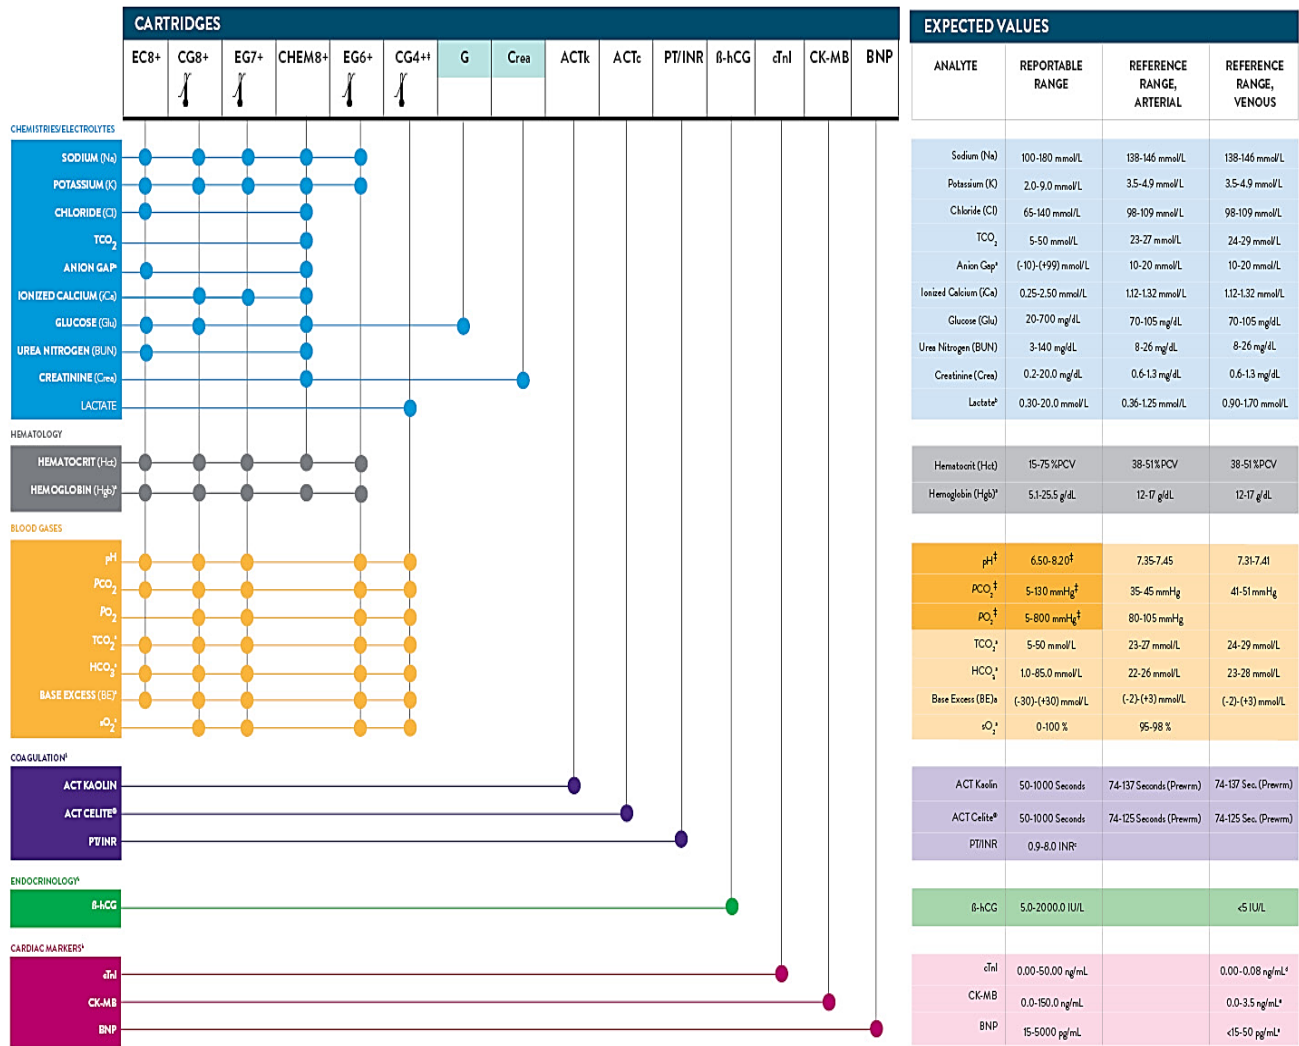 CARTRIDGES
EC8+ CG8+ EG7+ CHEM8+ EG6+ CG4+‡ G Crea ACTk ACTc PT/INR ß-hCG cTnI CK-MB BNP
CHEMISTRIES/ELECTROLYTES
SODIUM (Na)
POTASSIUM (K)
CHLORIDE (Cl)
TCO2
ANION GAPª
IONIZED CALCIUM (iCa)
GLUCOSE (Glu)
UREA NITROGEN (BUN)
CREATININE (Crea)
LACTATE
HEMATOLOGY
HEMATOCRIT (Hct)
HEMOGLOBIN (Hgb)ª
BLOOD GASES
pH
PCO2
PO2
TCO2ª
HCO3ª
BASE EXCESS (BE)ª
sO2ª
COAGULATION
ACT KAOLIN
ACT CELITE®
PT/INR
ENDOCRINOLOGY
ß-hCG
CARDIAC MARKERS
cTnI
CK-MB
BNP
EXPECTED VALUES
ANALYTE REPORTABLE RANGE REFERENCE RANGE, ARTERIAL REFERENCE RANGE, VENOUS
Sodium (Na) 100-180 mmol/L 138-146 mmol/L 138-146 mmol/L
Potassium (K) 2.0-9.0 mmol/L 3.5-4.9 mmol/L 3.5-4.9 mmol/L
Chloride (Cl) 65-140 mmol/L 98-109 mmol/L 98-109 mmol/L
TCO2 5-50 mmol/L 23-27 mmol/L 24-29 mmol/L
Anion Gapª (-10)-(+99) mmol/L 10-20 mmol/L 10-20 mmol/L
Ionized Calcium (iCa) 0.25-2.50 mmol/L 1.12-1.32 mmol/L 1.12-1.32 mmol/L
Glucose (Glu) 20-700 mg/dL 70-105 mg/dL 70-105 mg/dL
Urea Nitrogen (BUN) 3-140 mg/dL 8-26 mg/dL 8-26 mg/dL
Creatinine (Crea) 0.2-20.0 mg/dL 0.6-1.3 mg/dL 0.6-1.3 mg/dL
Lactateᵇ 0.30-20.0 mmol/L 0.36-1.25 mmol/L 0.90-1.70 mmol/L
Hematocrit (Hct) 15-75 %PCV 38-51 %PCV 38-51 %PCV
Hemoglobin (Hgb)ª 5.1-25.5 g/dL 12-17 g/dL 12-17 g/dL
pH‡ 6.50-8.20‡ 7.35-7.45 7.31-7.41
PCO2‡ 5-130 mmHg‡ 35-45 mmHg 41-51 mmHg
PO2‡ 5-800 mmHg‡ 80-105 mmHg
TCO2ª 5-50 mmol/L 23-27 mmol/L 24-29 mmol/L
HCO3ª 1.0-85.0 mmol/L 22-26 mmol/L 23-28 mmol/L
Base Excess (BE)a (-30)-(+30) mmol/L (-2)-(+3) mmol/L (-2)-(+3) mmol/L
sO2ª 0-100 % 95-98 %
ACT Kaolin 50-1000 Seconds 74-137 Seconds (Prewrm) 74-137 Sec. (Prewrm)
ACT Celite® 50-1000 Seconds 74-125 Seconds (Prewrm) 74-125 Sec. (Prewrm)
PT/INR 0.9-8.0 INRᶜ
ß-hCG 5.0-2000.0 IU/L <5 IU/L
cTnI 0.00-50.00 ng/mL 0.00-0.08 ng/mLᵈ
CK-MB 0.0-150.0 ng/mL 0.0-3.5 ng/mLᵉ
BNP 15-5000 pg/mL <15-50 pg/mLᵉ